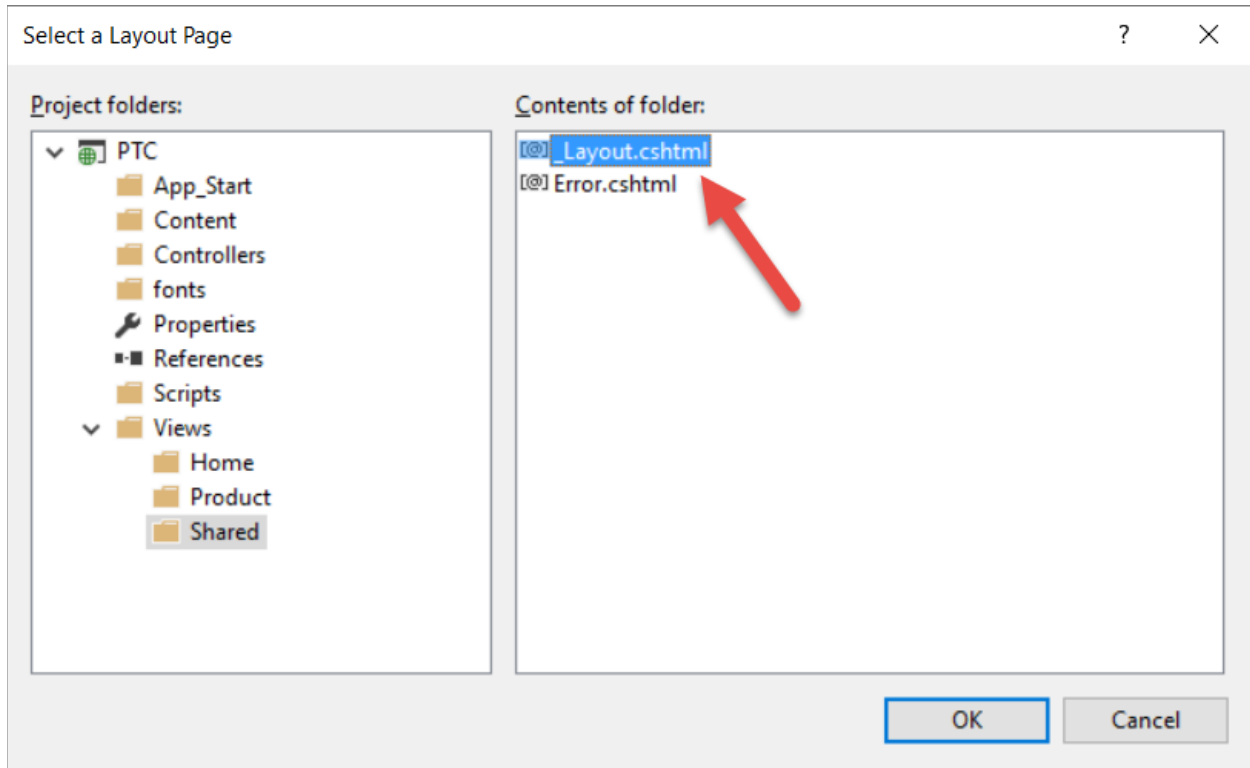 Select a Layout Page
?
Project folders:
PTC
App_Start
Content
Controllers
fonts
Properties
References
Scripts
Views
Home
Product
Shared
Contents of folder:
[@] _Layout.cshtml
[@] Error.cshtml
OK
Cancel